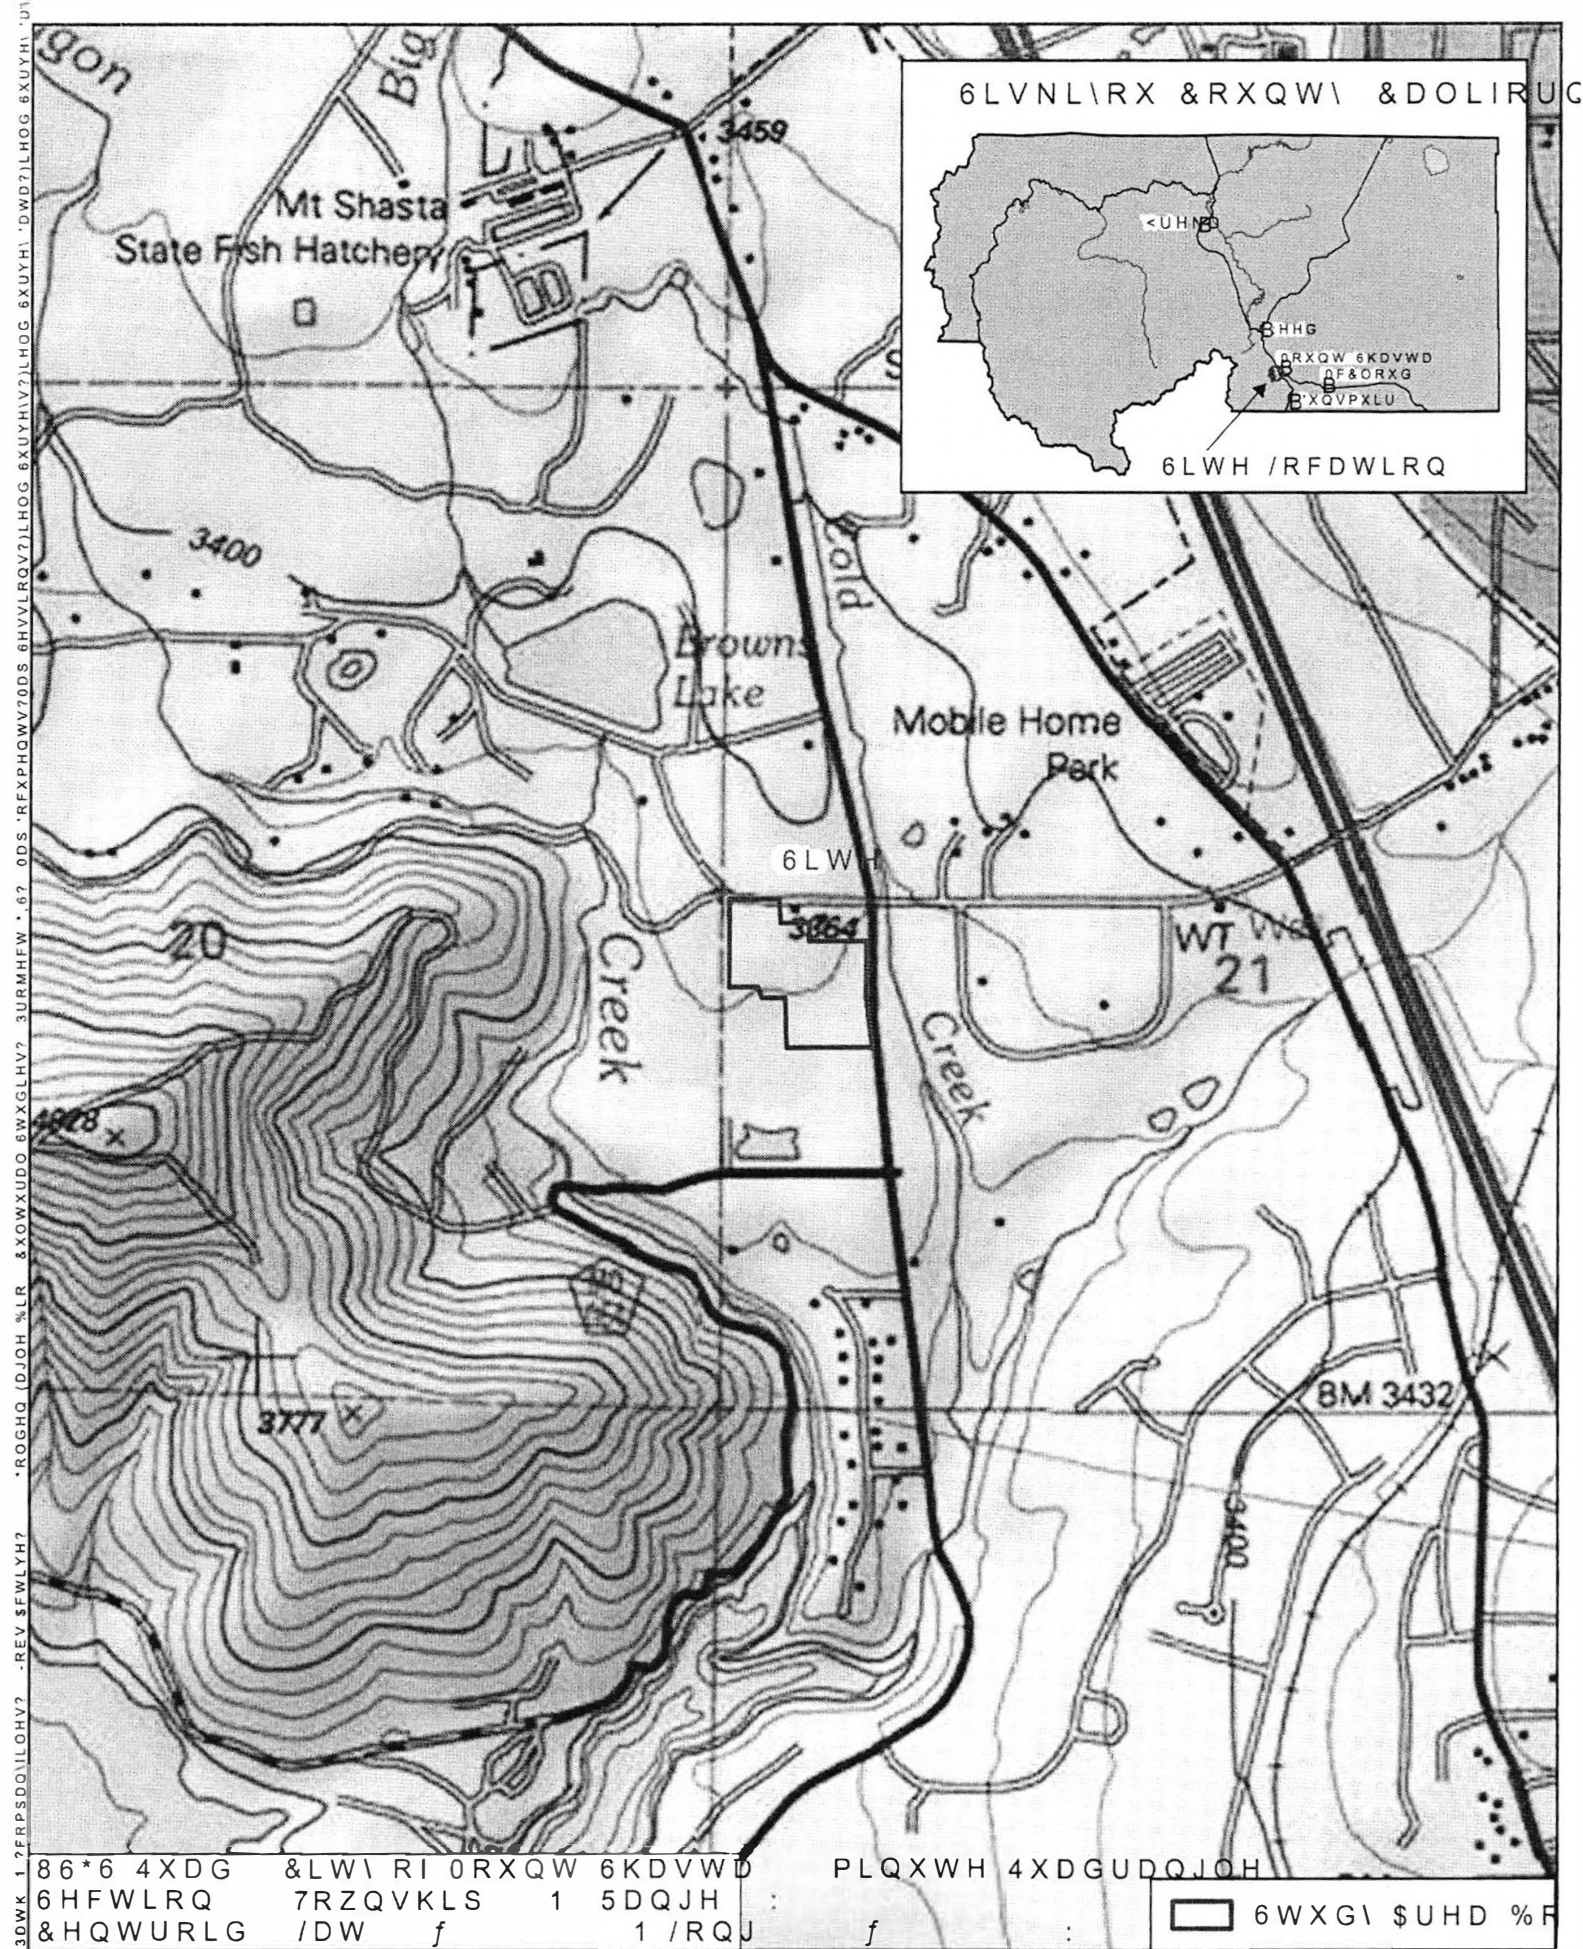 6LVNL\RX &RXQW\ &DOLIRUQ
<UHND
:HHG
0RXQW 6KDVWD
0F&ORXG
'XQVPXLU
6LWH /RFDWLRQ
gon
Big
3459
Mt Shasta
State Fish Hatchery
3400
Cold
Browns
Lake
Mobile Home
Park
6LWH
20
3364
WT
21
Creek
Creek
3777
BM 3432
3400
86*6 4XDG &LW\ RI 0RXQW 6KDVWD PLQXWH 4XDGUDQJOH
6HFWLRQ 7RZQVKLS 1 5DQJH :
&HQWURLG /DW ƒ 1 /RQJ ƒ :
6WXG\ $UHD %R